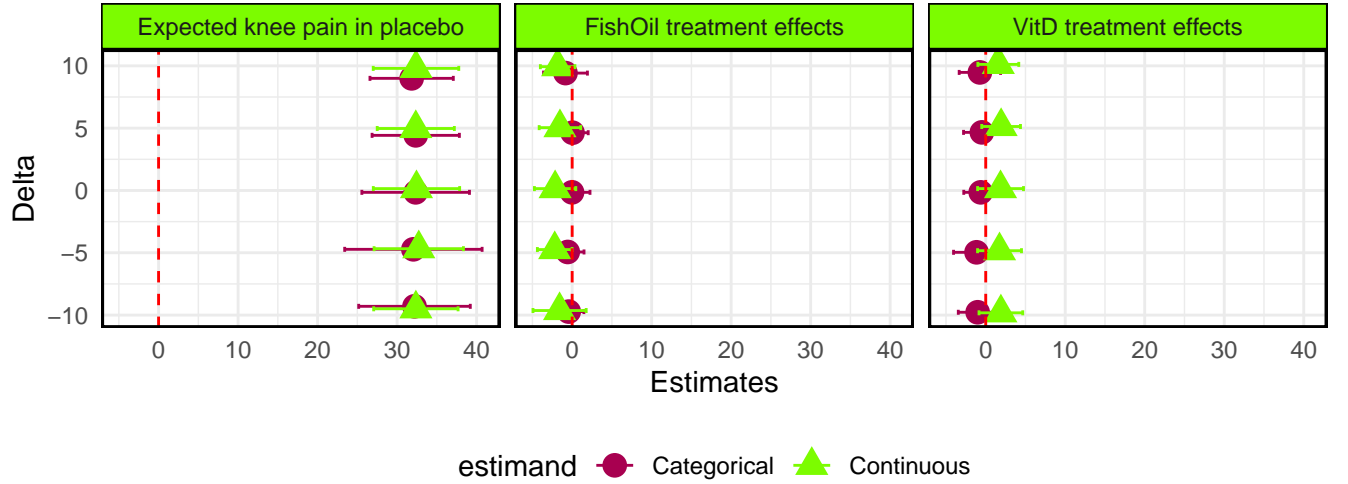 Expected knee pain in placebo
FishOil treatment effects
VitD treatment effects
Delta
10
5
0
−5
−10
0 10 20 30 40
0 10 20 30 40
0 10 20 30 40
Estimates
estimand Categorical Continuous